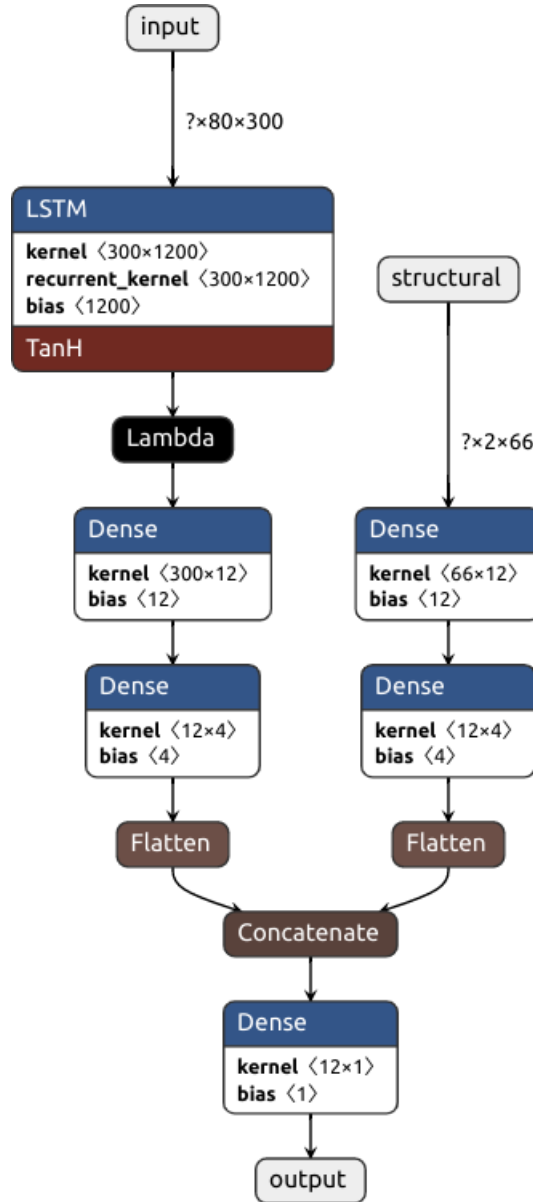 input
?×80×300
LSTM
kernel 〈300×1200〉
recurrent_kernel 〈300×1200〉
bias 〈1200〉
TanH
Lambda
Dense
kernel 〈300×12〉
bias 〈12〉
Dense
kernel 〈12×4〉
bias 〈4〉
Flatten
structural
?×2×66
Dense
kernel 〈66×12〉
bias 〈12〉
Dense
kernel 〈12×4〉
bias 〈4〉
Flatten
Concatenate
Dense
kernel 〈12×1〉
bias 〈1〉
output